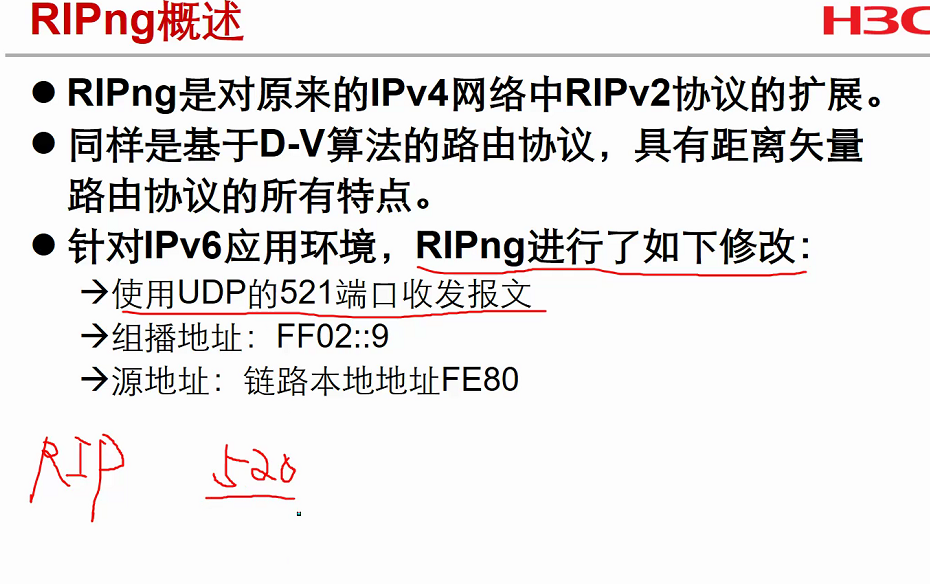 RIPng概述
H3C
● RIPng是对原来的IPv4网络中RIPv2协议的扩展。
● 同样是基于D-V算法的路由协议，具有距离矢量
路由协议的所有特点。
● 针对IPv6应用环境，RIPng进行了如下修改：
→使用UDP的521端口收发报文
→组播地址：FF02::9
→源地址：链路本地地址FE80
RIP 520